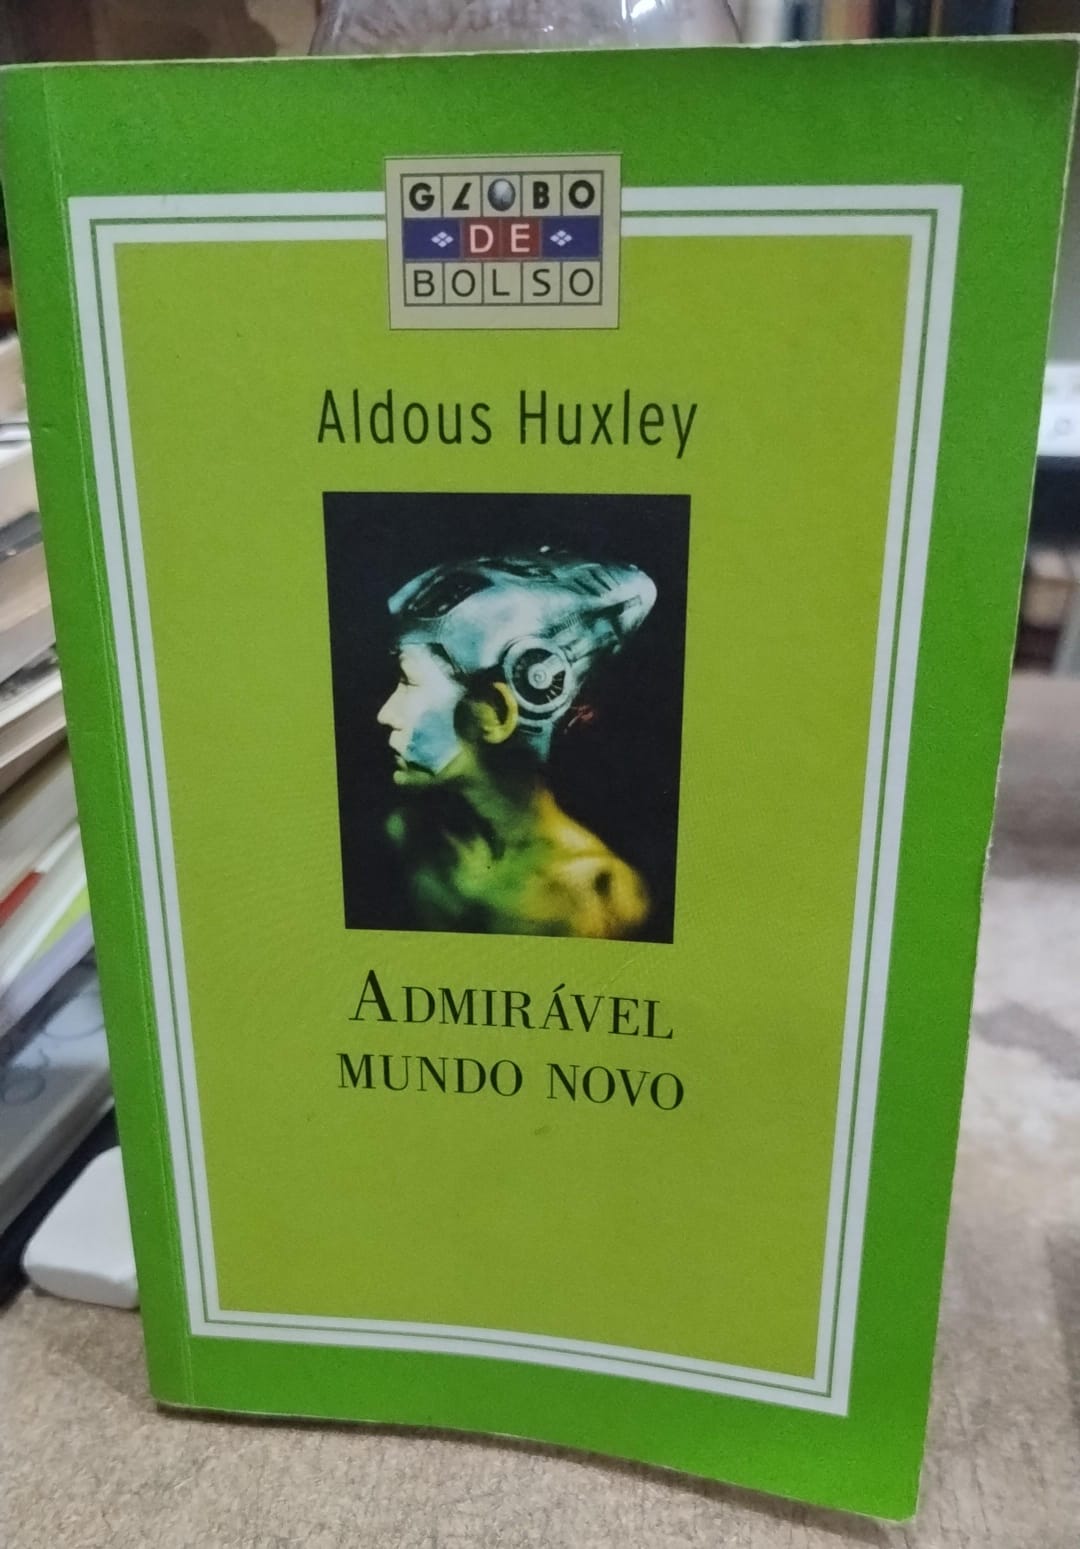 GLOBO
DE
BOLSO
Aldous Huxley
ADMIRÁVEL
MUNDO NOVO